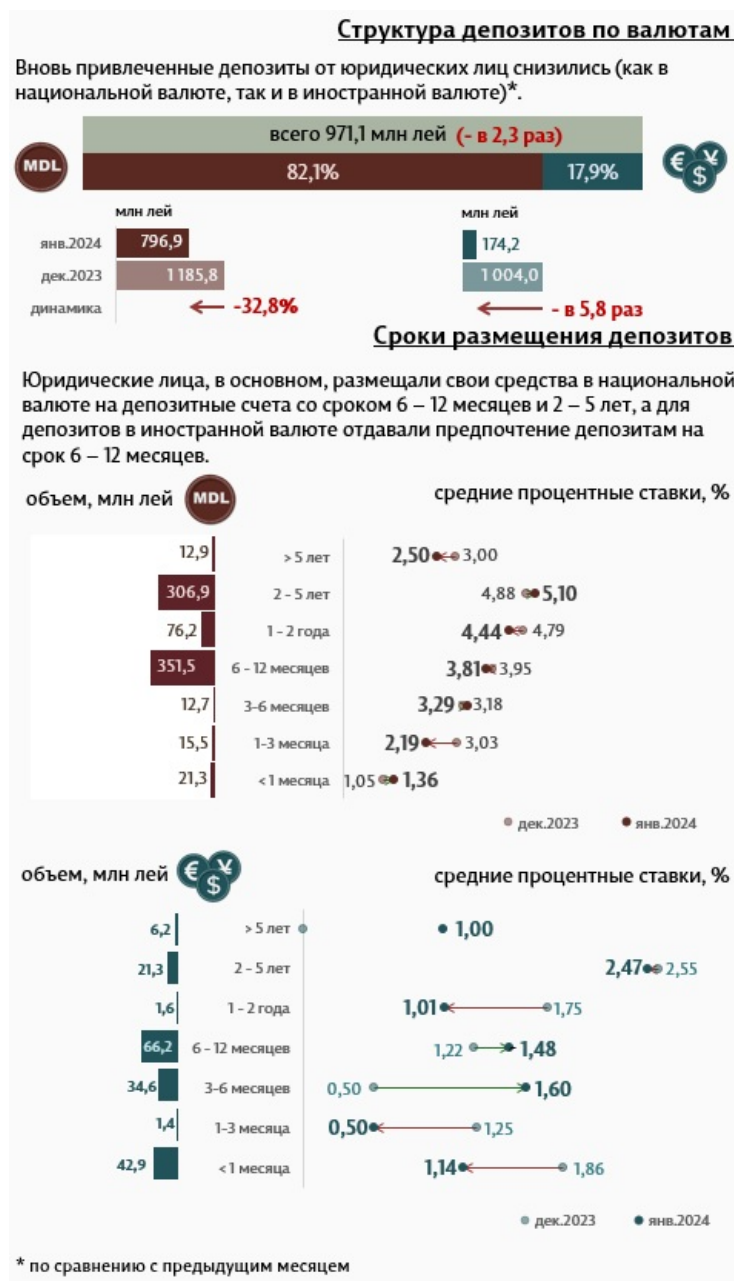 Структура депозитов по валютам
Вновь привлеченные депозиты от юридических лиц снизились (как в
национальной валюте, так и в иностранной валюте)*.
всего 971,1 млн лей (- в 2,3 раз)
MDL 82,1% 17,9% € ¥ $
млн лей млн лей
янв.2024 796,9 174,2
дек.2023 1 185,8 1 004,0
динамика -32,8% - в 5,8 раз
Сроки размещения депозитов
Юридические лица, в основном, размещали свои средства в национальной
валюте на депозитные счета со сроком 6 – 12 месяцев и 2 – 5 лет, а для
депозитов в иностранной валюте отдавали предпочтение депозитам на
срок 6 – 12 месяцев.
объем, млн лей MDL средние процентные ставки, %
12,9 > 5 лет 2,50 3,00
306,9 2 - 5 лет 4,88 5,10
76,2 1 - 2 года 4,44 4,79
351,5 6 - 12 месяцев 3,81 3,95
12,7 3-6 месяцев 3,29 3,18
15,5 1-3 месяца 2,19 3,03
21,3 < 1 месяца 1,05 1,36
дек.2023 янв.2024
объем, млн лей € ¥ $ средние процентные ставки, %
6,2 > 5 лет 1,00
21,3 2 - 5 лет 2,47 2,55
1,6 1 - 2 года 1,01 1,75
66,2 6 - 12 месяцев 1,22 1,48
34,6 3-6 месяцев 0,50 1,60
1,4 1-3 месяца 0,50 1,25
42,9 < 1 месяца 1,14 1,86
дек.2023 янв.2024
* по сравнению с предыдущим месяцем